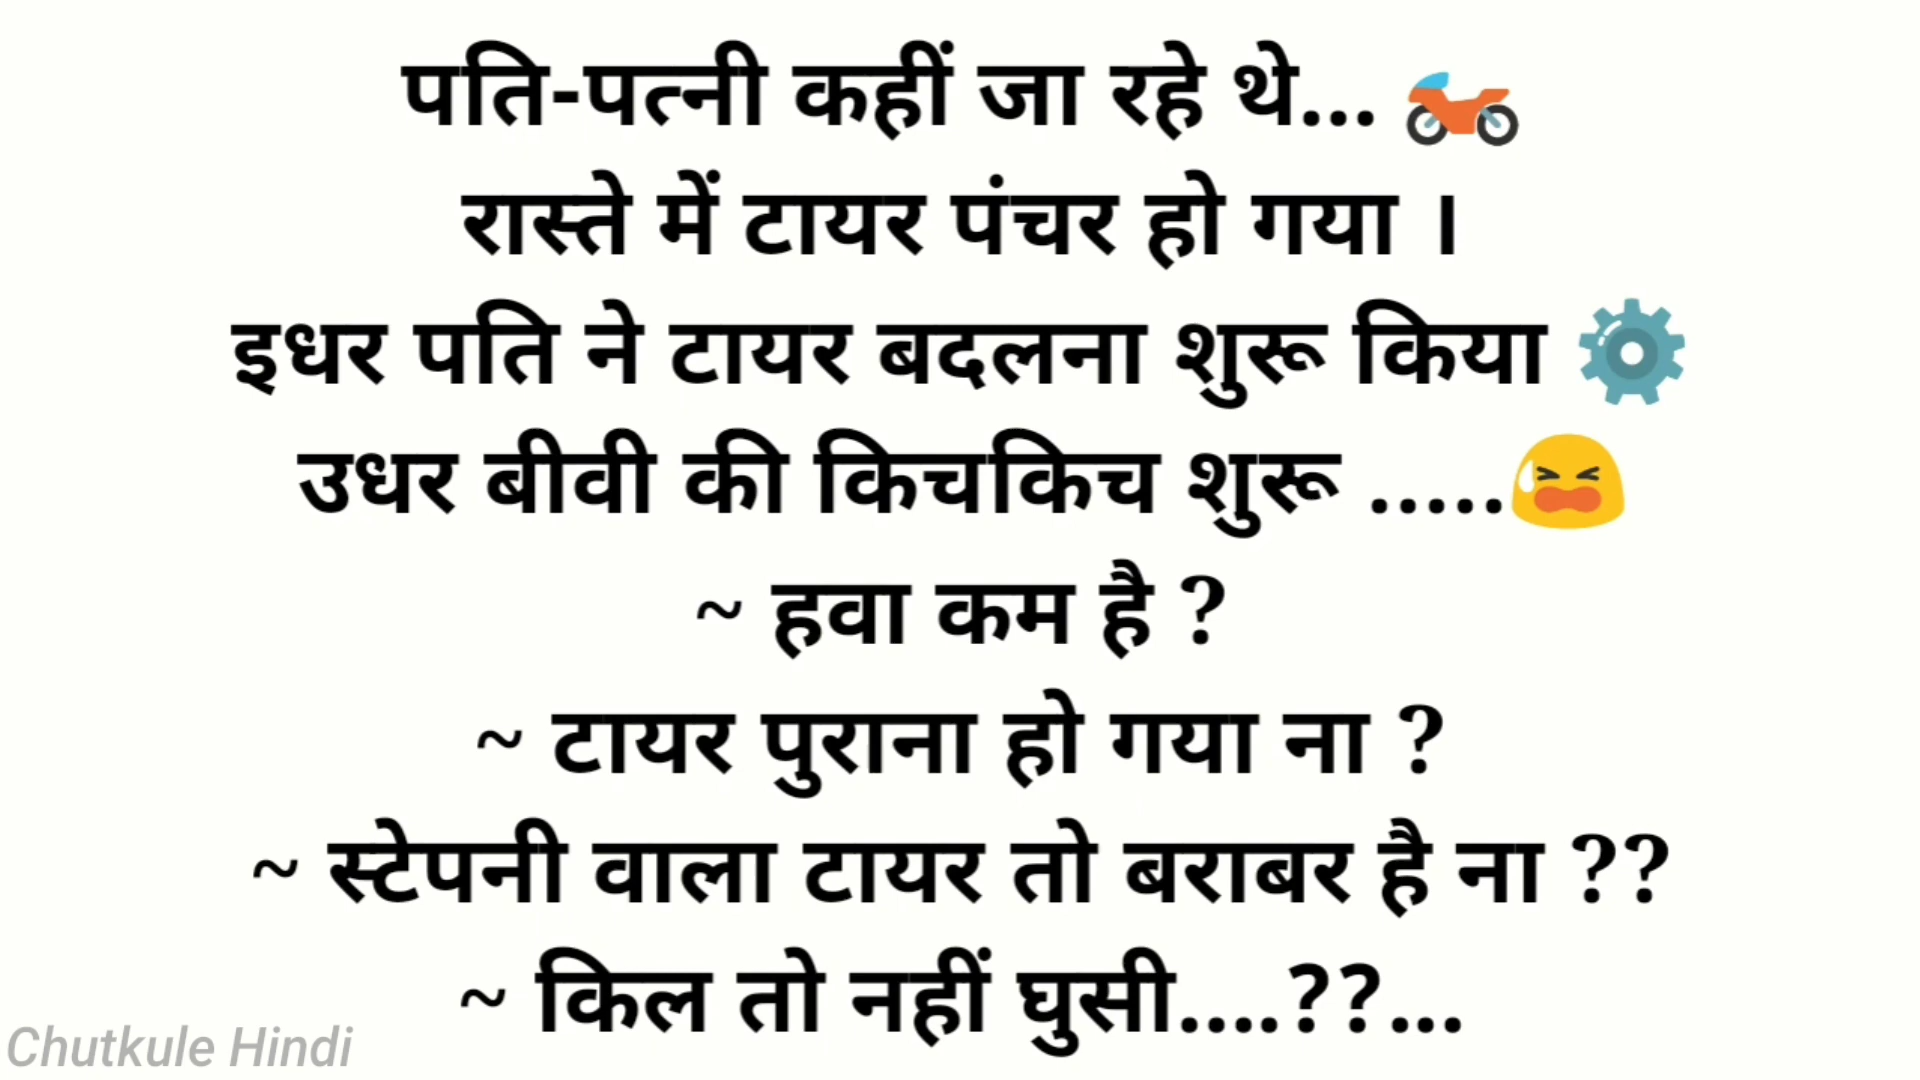 पति-पत्नी कहीं जा रहे थे... 🏍
रास्ते में टायर पंचर हो गया ।
इधर पति ने टायर बदलना शुरू किया ⚙
उधर बीवी की किचकिच शुरू .....😫
~ हवा कम है ?
~ टायर पुराना हो गया ना ?
~ स्टेपनी वाला टायर तो बराबर है ना ??
~ किल तो नहीं घुसी....??...
Chutkule Hindi